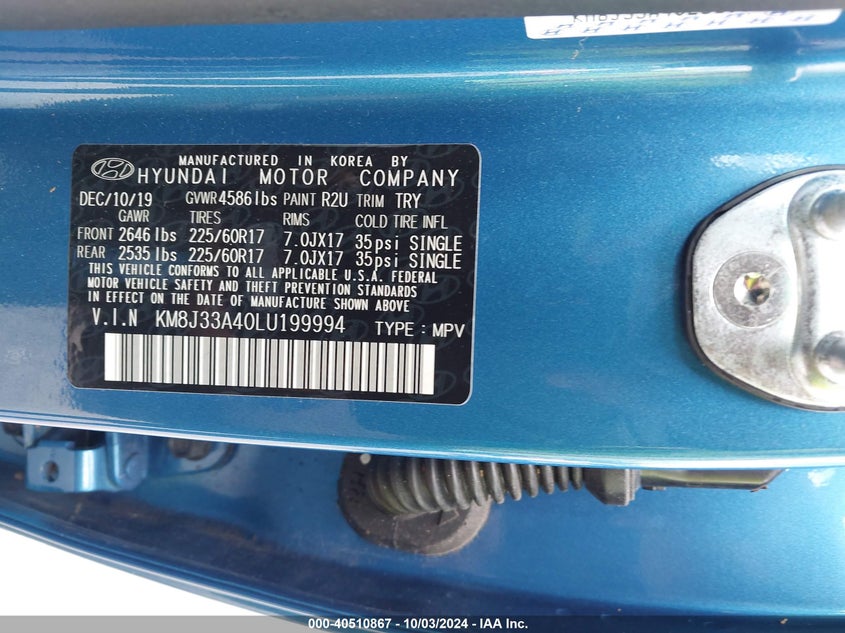 MANUFACTURED IN KOREA BY
HYUNDAI MOTOR COMPANY
DEC/10/19 GVWR 4586 lbs PAINT R2U TRIM TRY
GAWR TIRES RIMS COLD TIRE INFL
FRONT 2646 lbs 225/60R17 7.0JX17 35psi SINGLE
REAR 2535 lbs 225/60R17 7.0JX17 35psi SINGLE
THIS VEHICLE CONFORMS TO ALL APPLICABLE U.S.A. FEDERAL
MOTOR VEHICLE SAFETY AND THEFT PREVENTION STANDARDS
IN EFFECT ON THE DATE OF MANUFACTURE SHOWN ABOVE
V.I.N KM8J33A40LU199994 TYPE : MPV
000-40510867 - 10/03/2024 - IAA Inc.